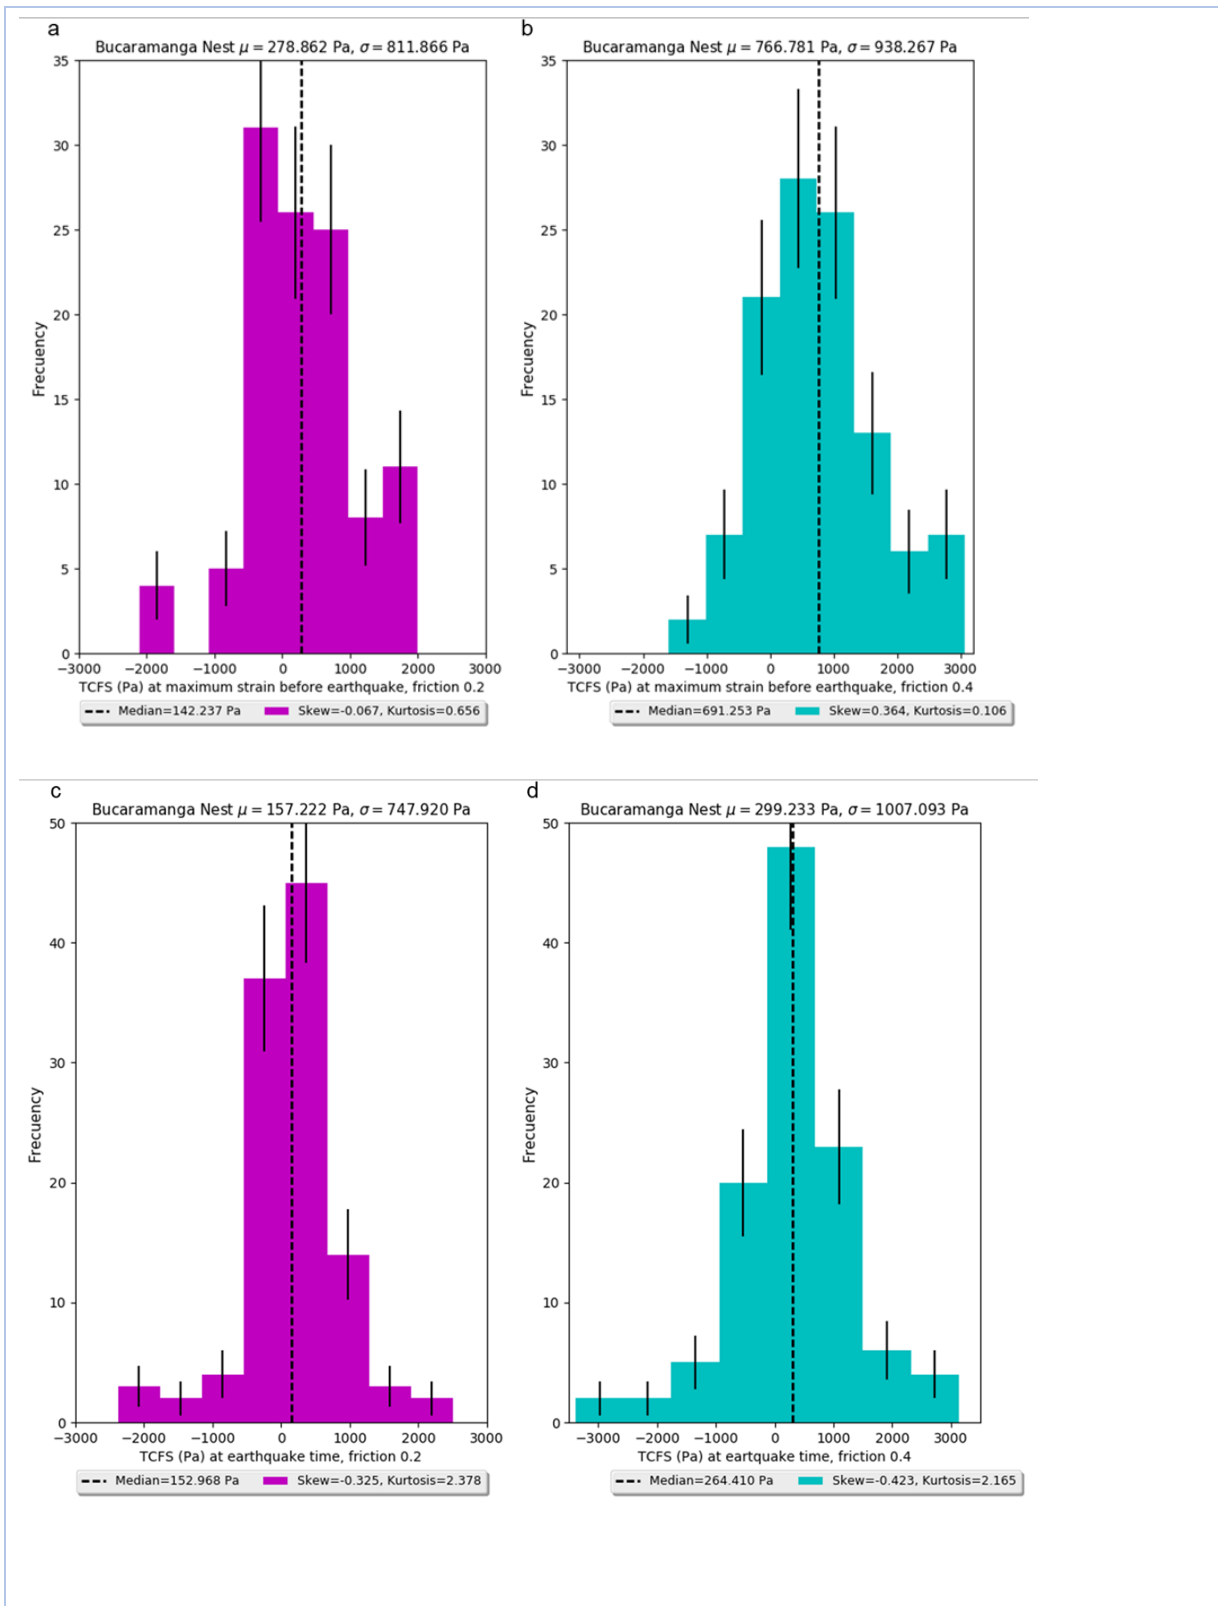 a
Bucaramanga Nest μ = 278.862 Pa, σ = 811.866 Pa
35
30
25
20
15
10
5
0
Frecuency
−3000 −2000 −1000 0 1000 2000 3000
TCFS (Pa) at maximum strain before earthquake, friction 0.2
Median=142.237 Pa Skew=-0.067, Kurtosis=0.656
b
Bucaramanga Nest μ = 766.781 Pa, σ = 938.267 Pa
35
30
25
20
15
10
5
0
Frecuency
−3000 −2000 −1000 0 1000 2000 3000
TCFS (Pa) at maximum strain before earthquake, friction 0.4
Median=691.253 Pa Skew=0.364, Kurtosis=0.106
c
Bucaramanga Nest μ = 157.222 Pa, σ = 747.920 Pa
50
40
30
20
10
0
Frecuency
−3000 −2000 −1000 0 1000 2000 3000
TCFS (Pa) at earthquake time, friction 0.2
Median=152.968 Pa Skew=-0.325, Kurtosis=2.378
d
Bucaramanga Nest μ = 299.233 Pa, σ = 1007.093 Pa
50
40
30
20
10
0
Frecuency
−3000 −2000 −1000 0 1000 2000 3000
TCFS (Pa) at eartquake time, friction 0.4
Median=264.410 Pa Skew=-0.423, Kurtosis=2.165